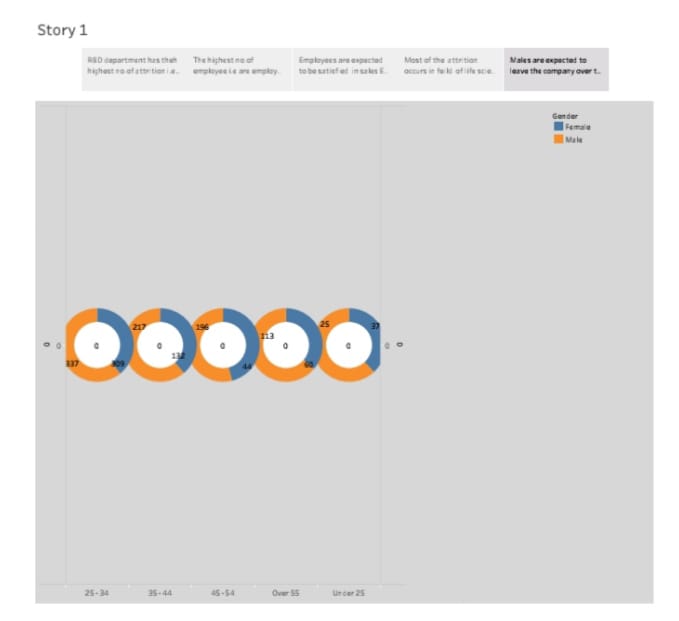 Story 1
R&D department has theh
highest no of attrition i.e..
The highest no. of
employee i.e are employ..
Employees are expected
to be satisfied in sales E..
Most of the attrition
occurs in field of life scie..
Males are expected to
leave the company over t..
Gender
Female
Male
217 196 25 37
113
0 0 0 0 0 0 0 0 0
132
337 309 44
25 - 34 35 - 44 45 - 54 Over 55 Under 25